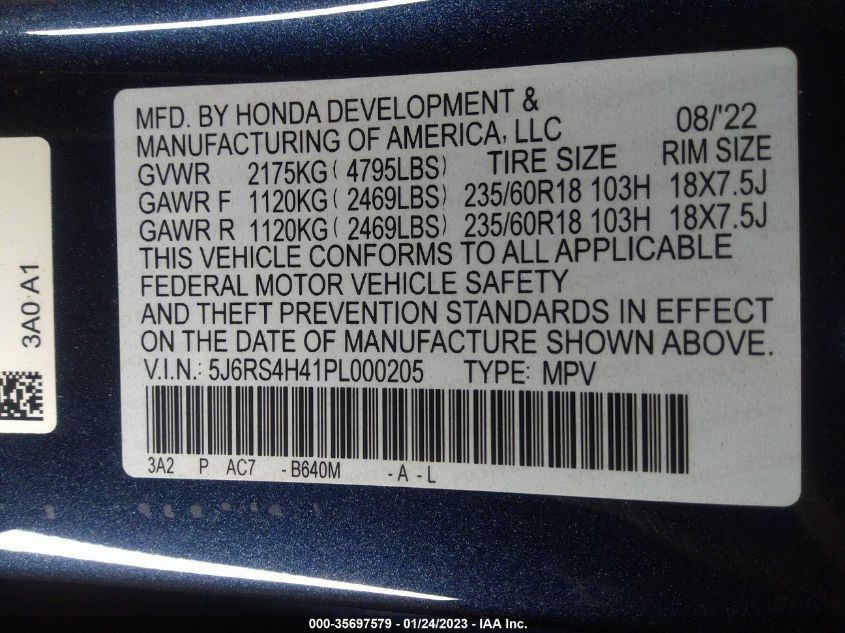 MFD. BY HONDA DEVELOPMENT & 08/'22
MANUFACTURING OF AMERICA, LLC
GVWR 2175KG( 4795LBS) TIRE SIZE RIM SIZE
GAWR F 1120KG( 2469LBS) 235/60R18 103H 18X7.5J
GAWR R 1120KG( 2469LBS) 235/60R18 103H 18X7.5J
THIS VEHICLE CONFORMS TO ALL APPLICABLE
FEDERAL MOTOR VEHICLE SAFETY
AND THEFT PREVENTION STANDARDS IN EFFECT
ON THE DATE OF MANUFACTURE SHOWN ABOVE.
V.I.N.: 5J6RS4H41PL000205 TYPE: MPV
3A2 P AC7 -B640M -A -L
3A0 A1
000-35697579 - 01/24/2023 - IAA Inc.